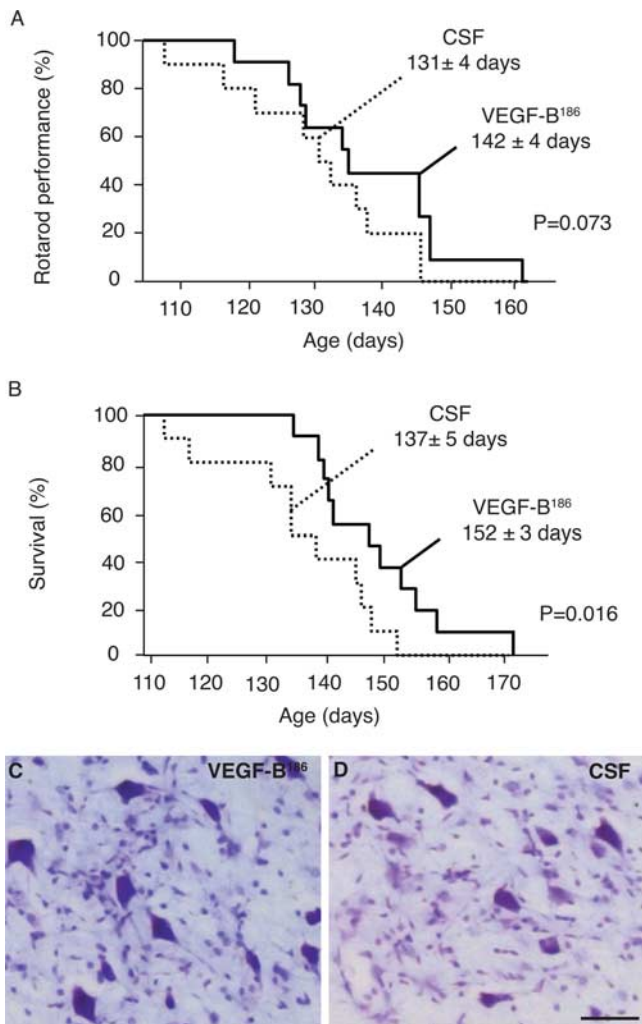 A
Rotarod performance (%)
100
80
60
40
20
0
CSF
131± 4 days
VEGF-B¹⁸⁶
142 ± 4 days
P=0.073
110 120 130 140 150 160
Age (days)
B
Survival (%)
100
80
60
40
20
0
CSF
137± 5 days
VEGF-B¹⁸⁶
152 ± 3 days
P=0.016
110 120 130 140 150 160 170
Age (days)
C VEGF-B¹⁸⁶
D CSF